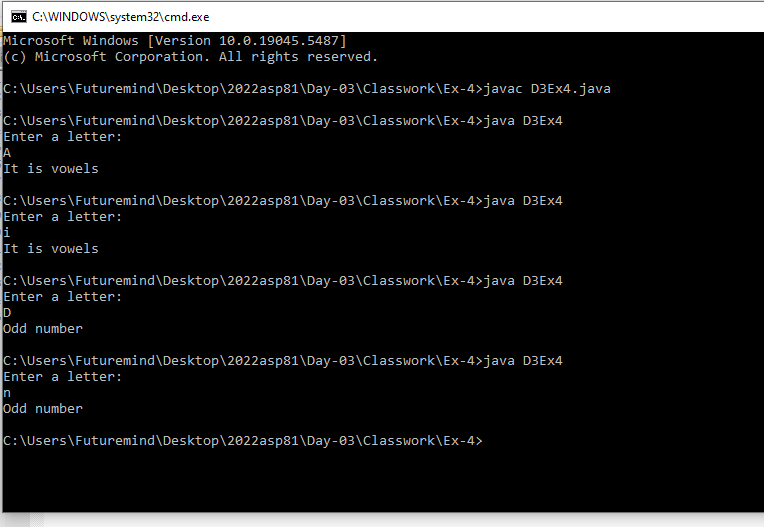 C:\WINDOWS\system32\cmd.exe
Microsoft Windows [Version 10.0.19045.5487]
(c) Microsoft Corporation. All rights reserved.
C:\Users\Futuremind\Desktop\2022asp81\Day-03\Classwork\Ex-4>javac D3Ex4.java
C:\Users\Futuremind\Desktop\2022asp81\Day-03\Classwork\Ex-4>java D3Ex4
Enter a letter:
A
It is vowels
C:\Users\Futuremind\Desktop\2022asp81\Day-03\Classwork\Ex-4>java D3Ex4
Enter a letter:
i
It is vowels
C:\Users\Futuremind\Desktop\2022asp81\Day-03\Classwork\Ex-4>java D3Ex4
Enter a letter:
D
Odd number
C:\Users\Futuremind\Desktop\2022asp81\Day-03\Classwork\Ex-4>java D3Ex4
Enter a letter:
n
Odd number
C:\Users\Futuremind\Desktop\2022asp81\Day-03\Classwork\Ex-4>